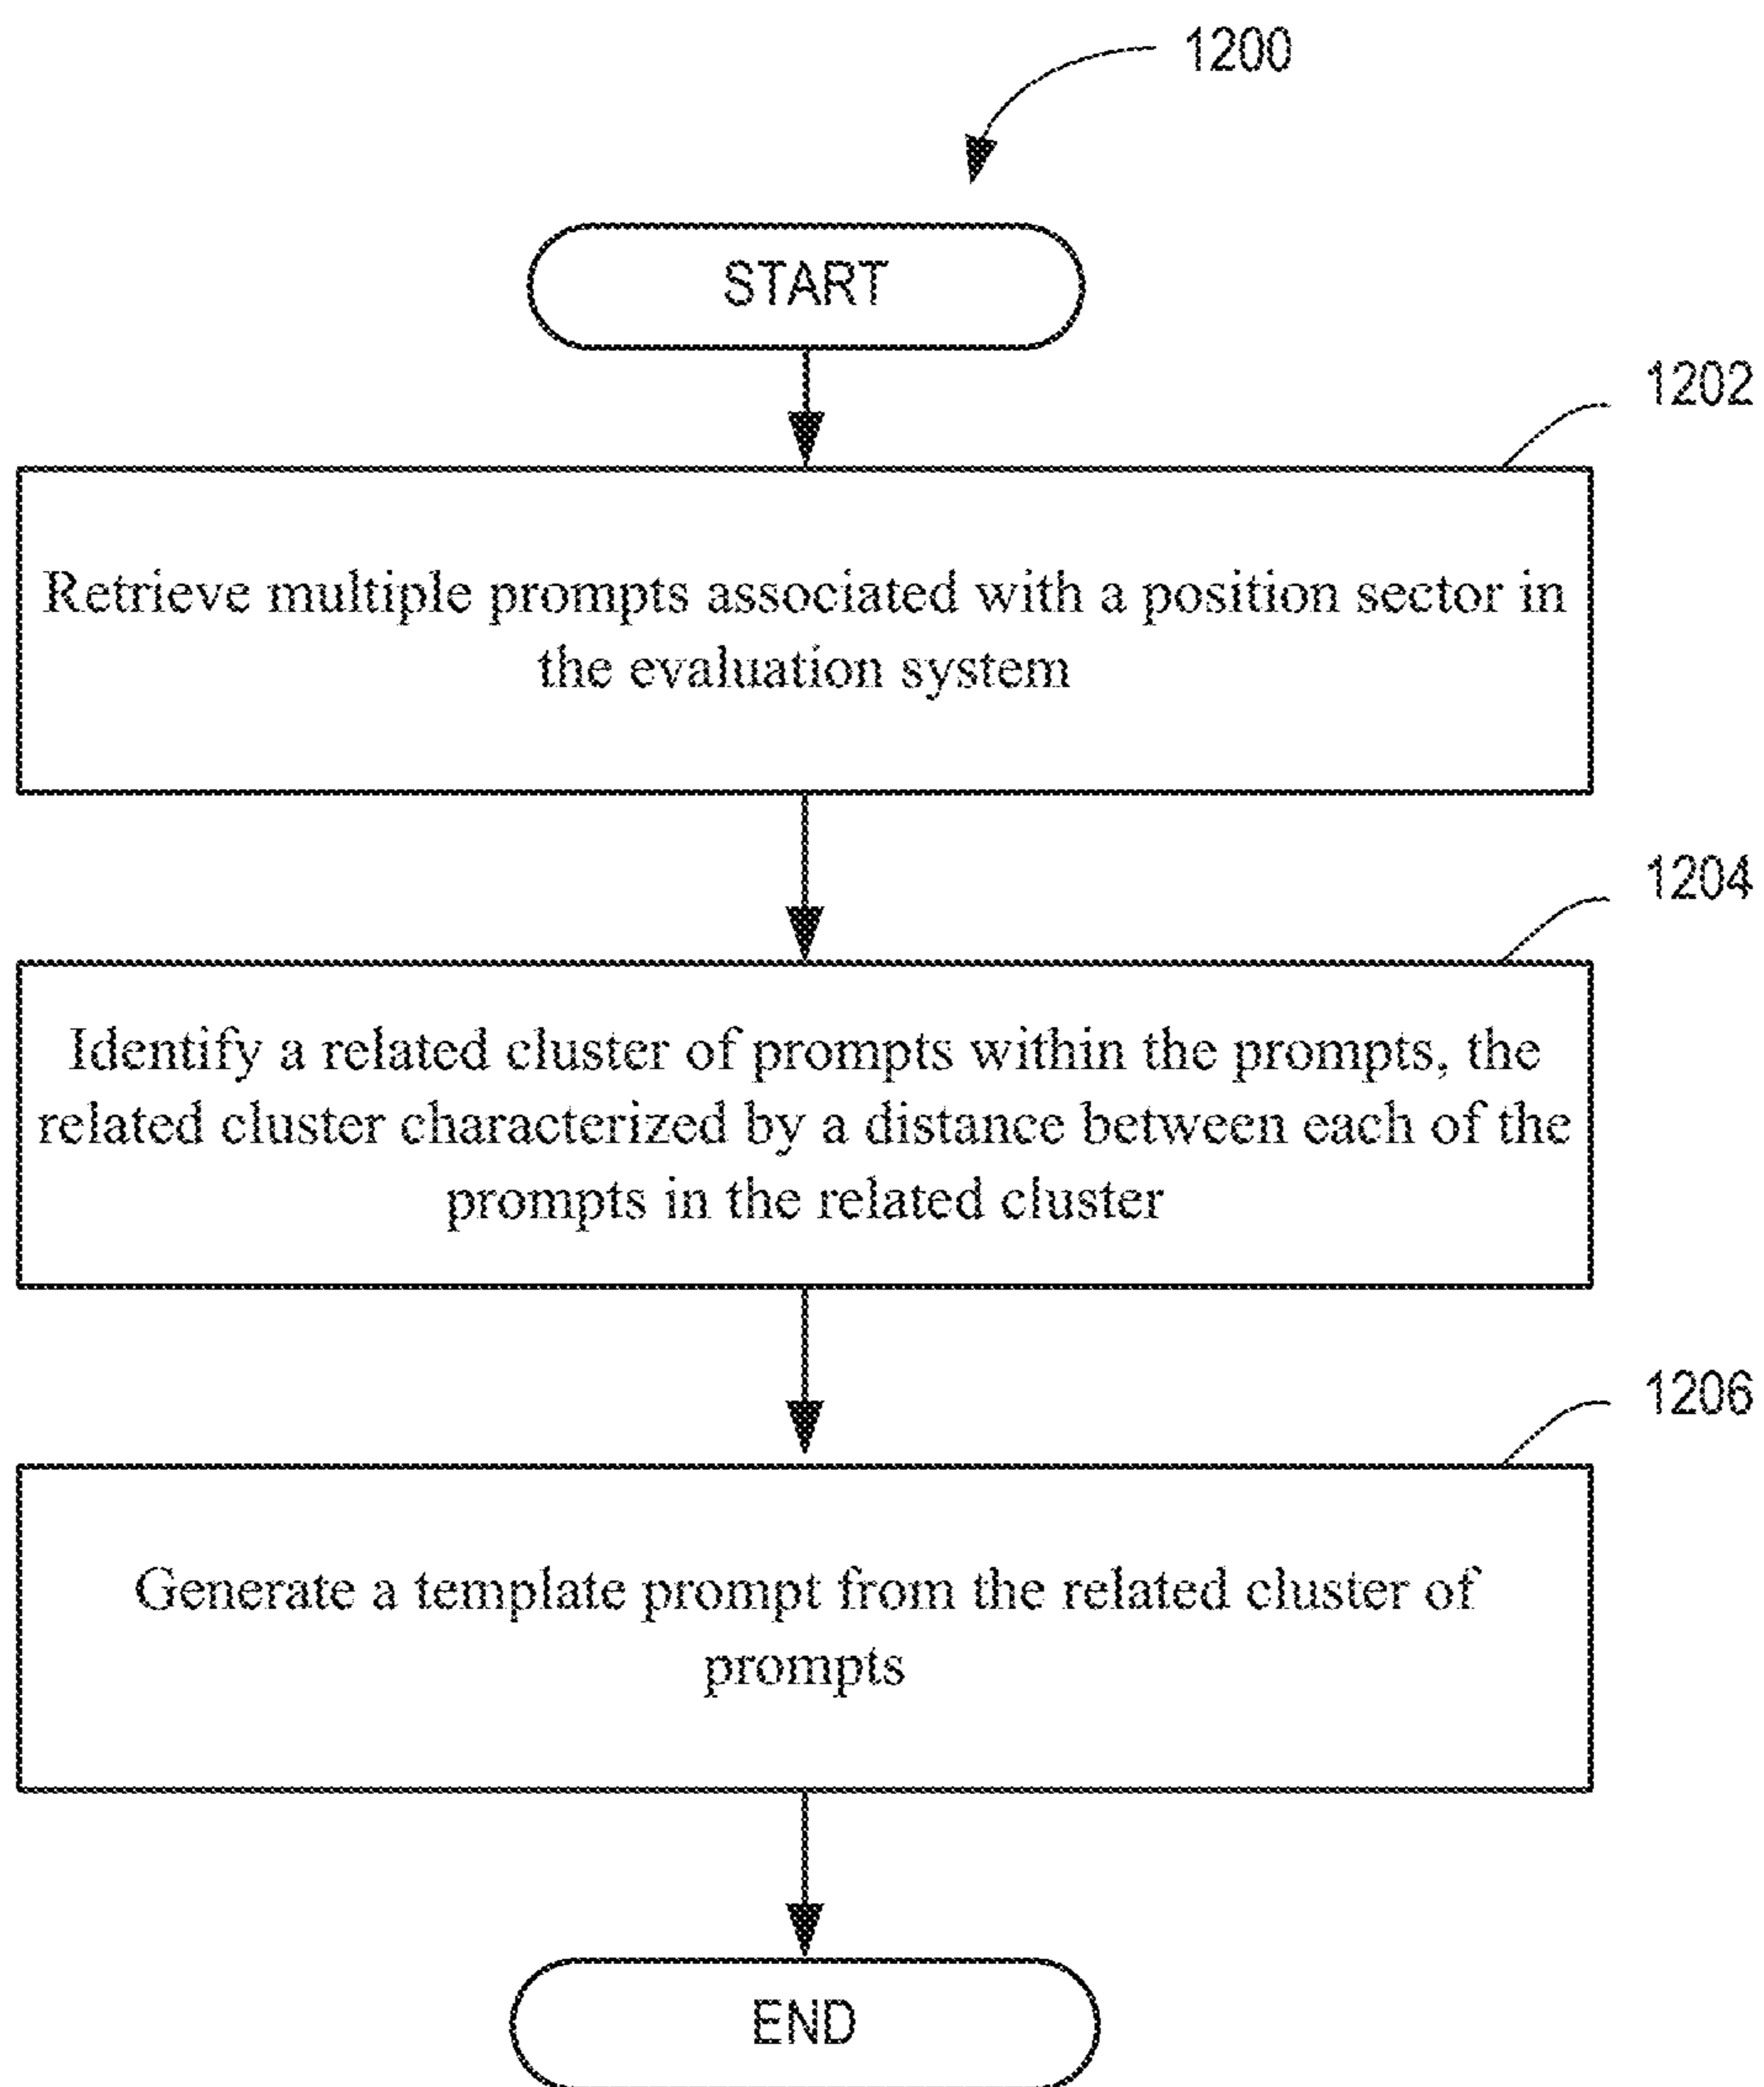 1200
START
1202
Retrieve multiple prompts associated with a position sector in
the evaluation system
1204
Identify a related cluster of prompts within the prompts, the
related cluster characterized by a distance between each of the
prompts in the related cluster
1206
Generate a template prompt from the related cluster of
prompts
END